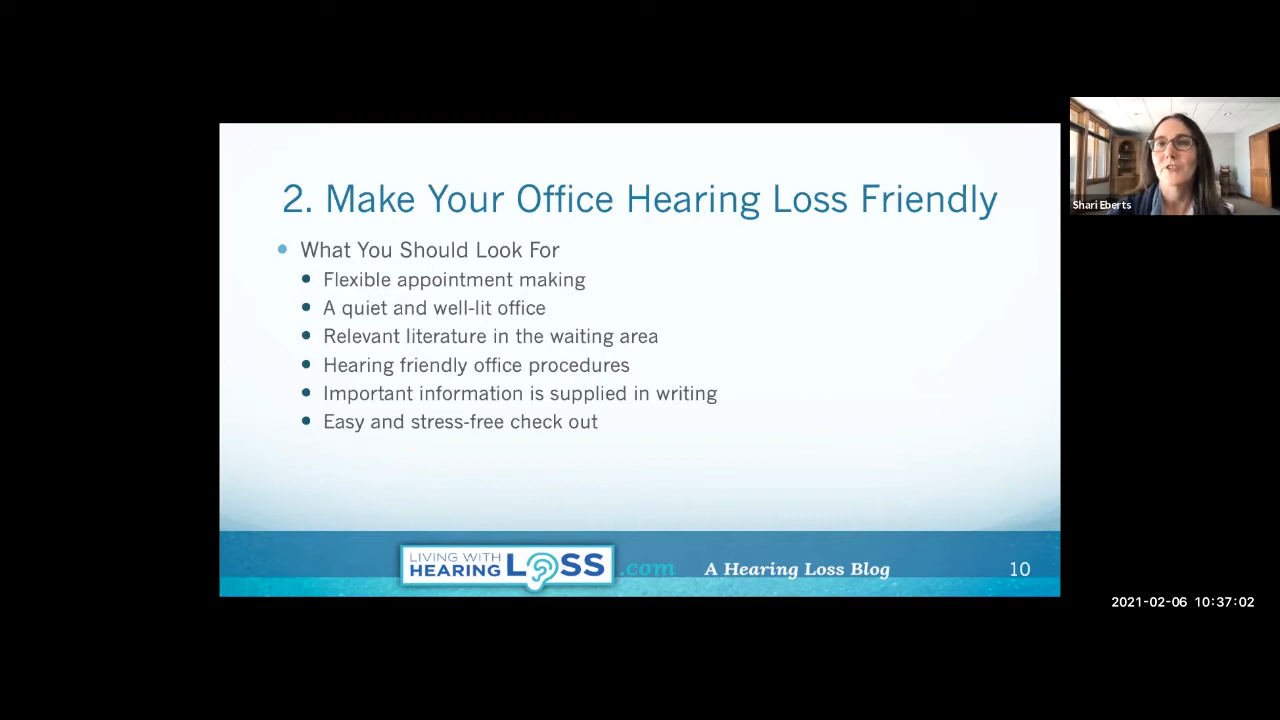 2. Make Your Office Hearing Loss Friendly
What You Should Look For
Flexible appointment making
A quiet and well-lit office
Relevant literature in the waiting area
Hearing friendly office procedures
Important information is supplied in writing
Easy and stress-free check out
LIVING WITH
HEARING LOSS
.com
A Hearing Loss Blog
10
Shari Eberts
2021-02-06 10:37:02